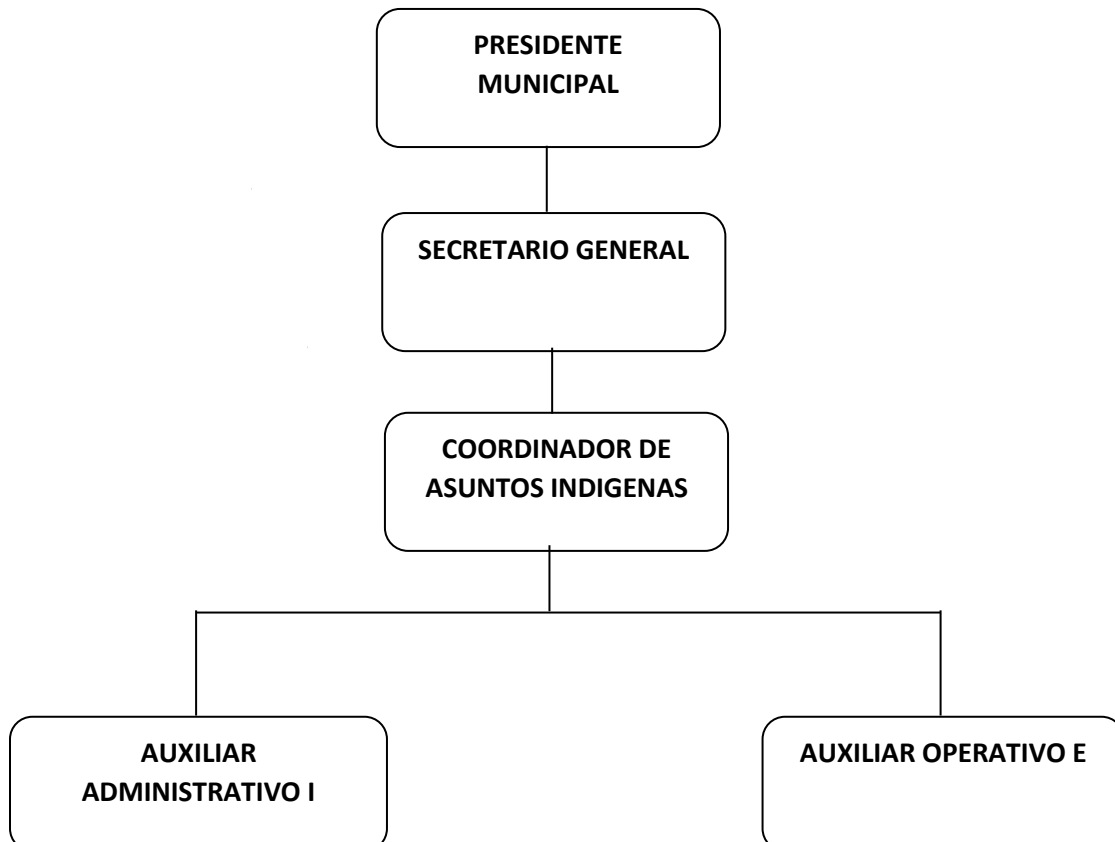 PRESIDENTE
MUNICIPAL
SECRETARIO GENERAL
COORDINADOR DE
ASUNTOS INDIGENAS
AUXILIAR
ADMINISTRATIVO I
AUXILIAR OPERATIVO E